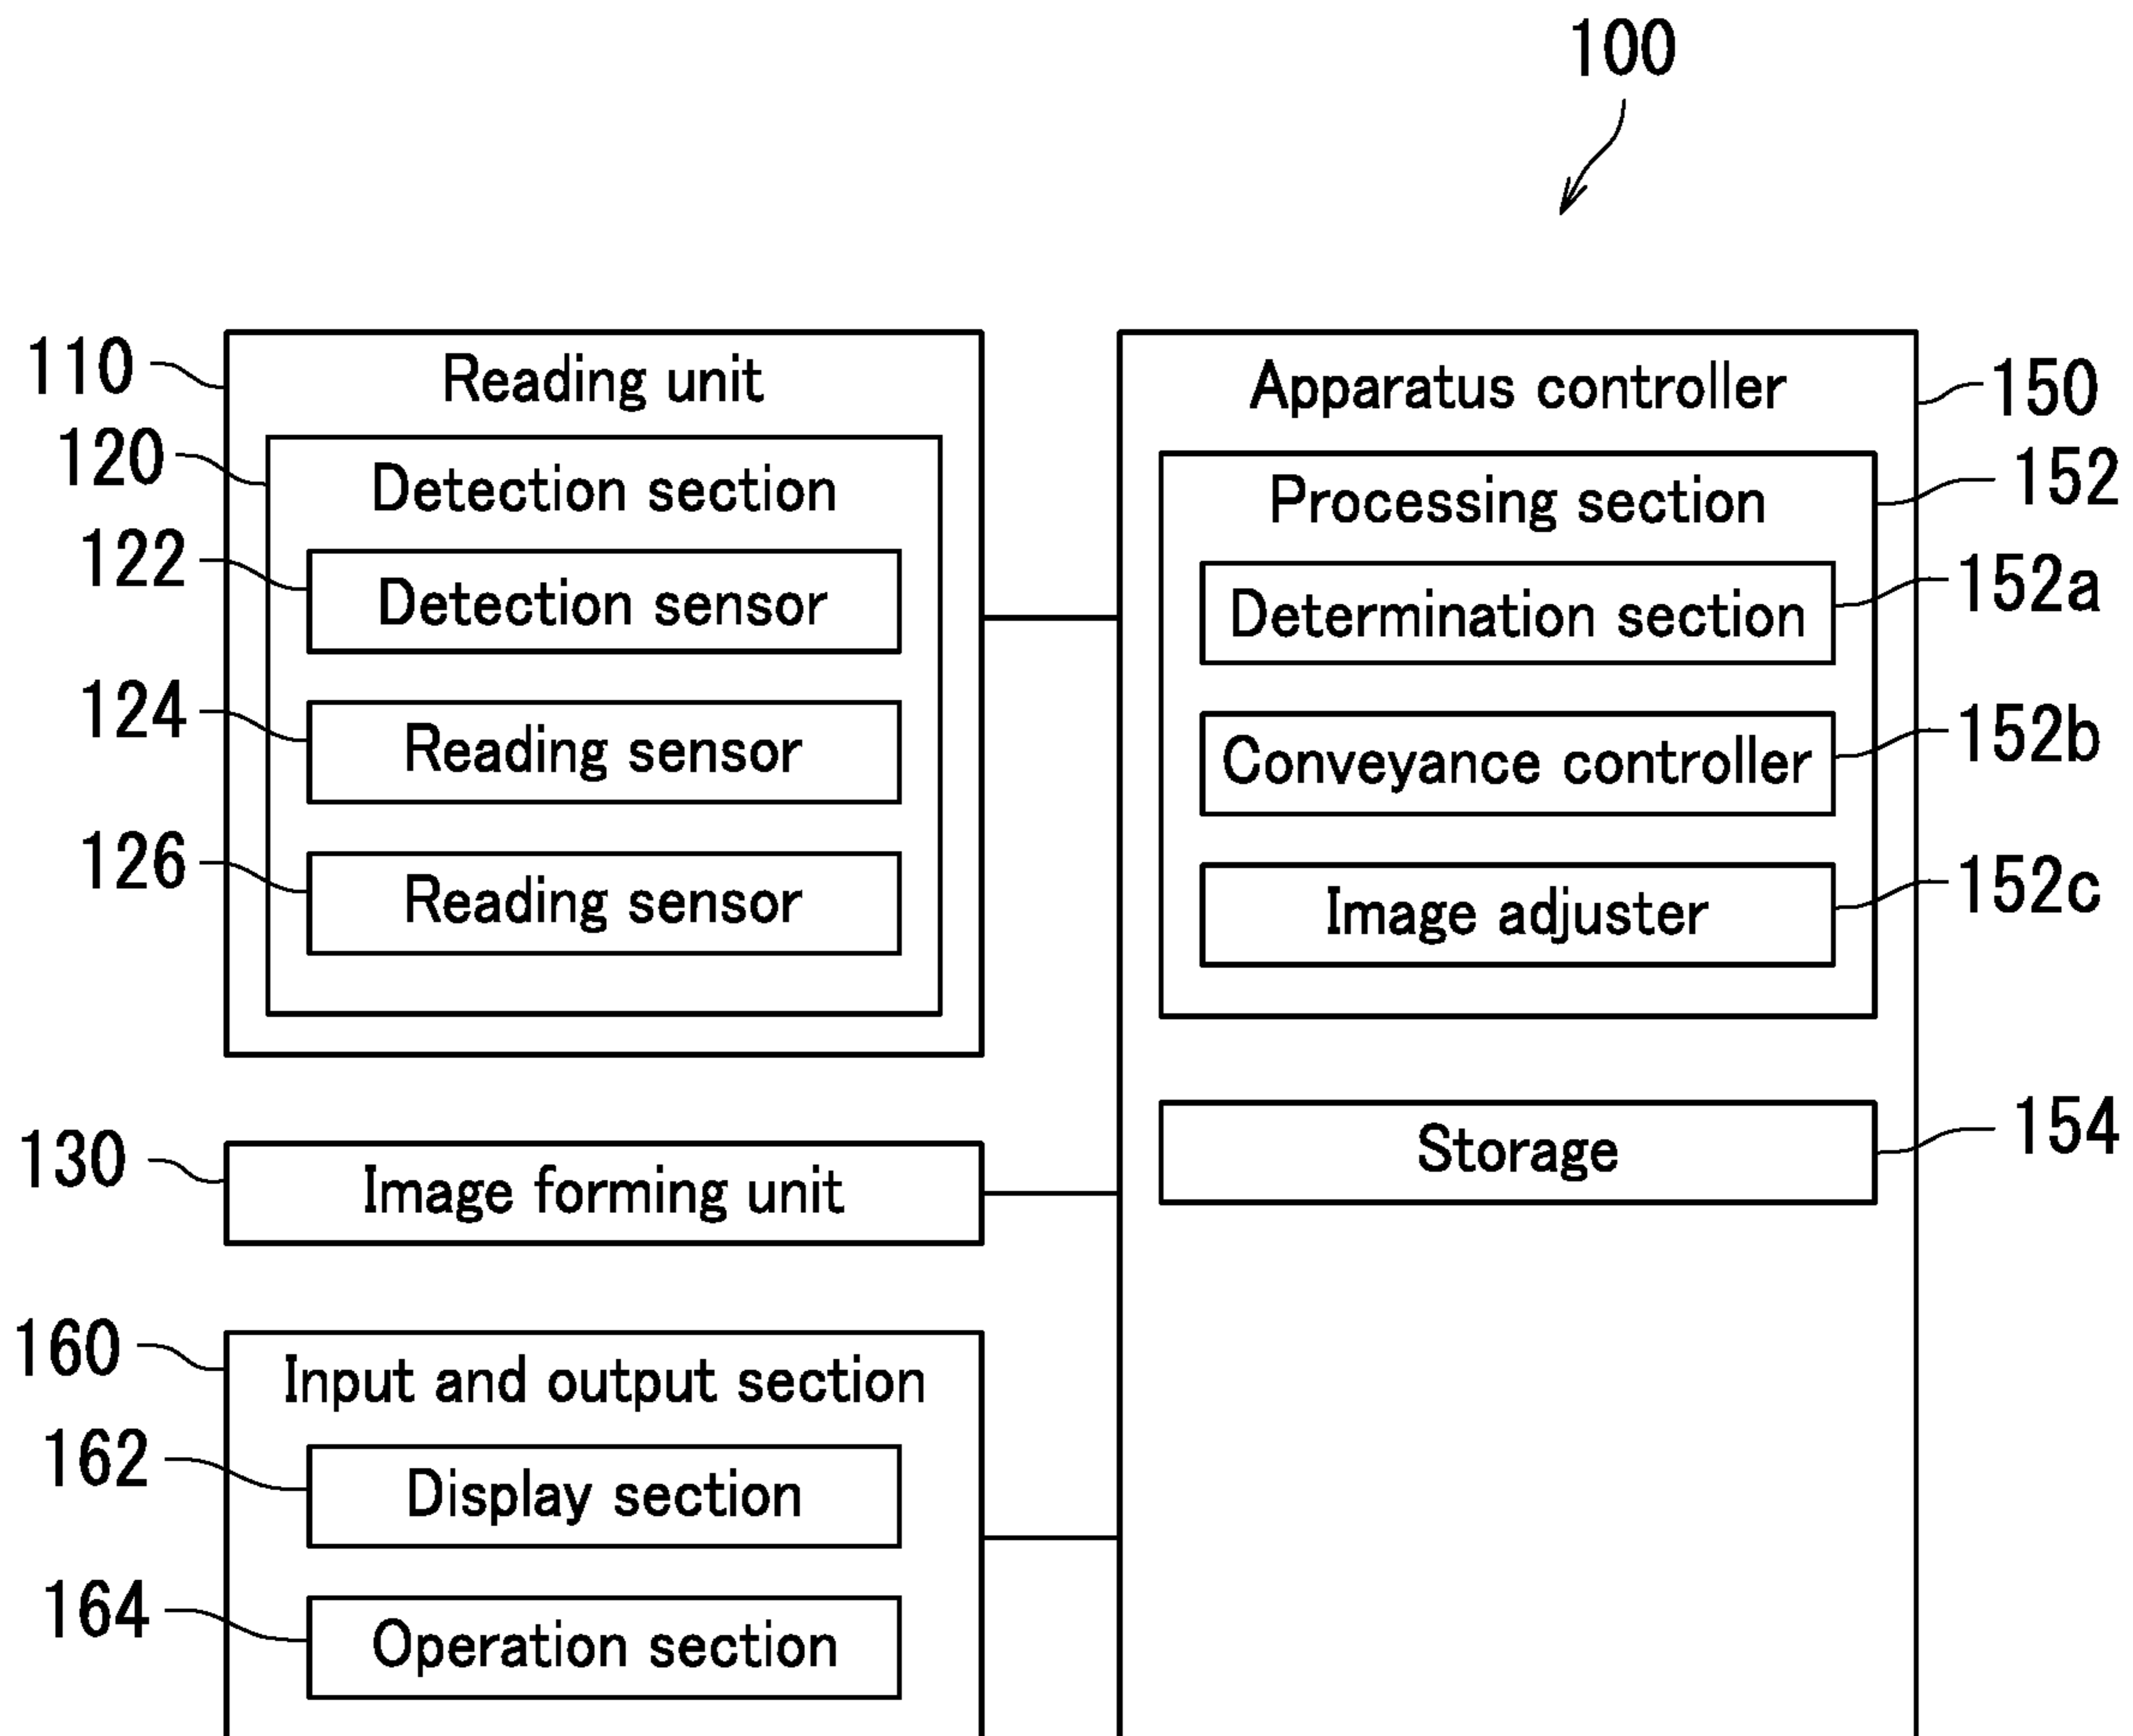 100
110
Reading unit
120
Detection section
122
Detection sensor
124
Reading sensor
126
Reading sensor
130
Image forming unit
160
Input and output section
162
Display section
164
Operation section
Apparatus controller
150
Processing section
152
Determination section
152a
Conveyance controller
152b
Image adjuster
152c
Storage
154